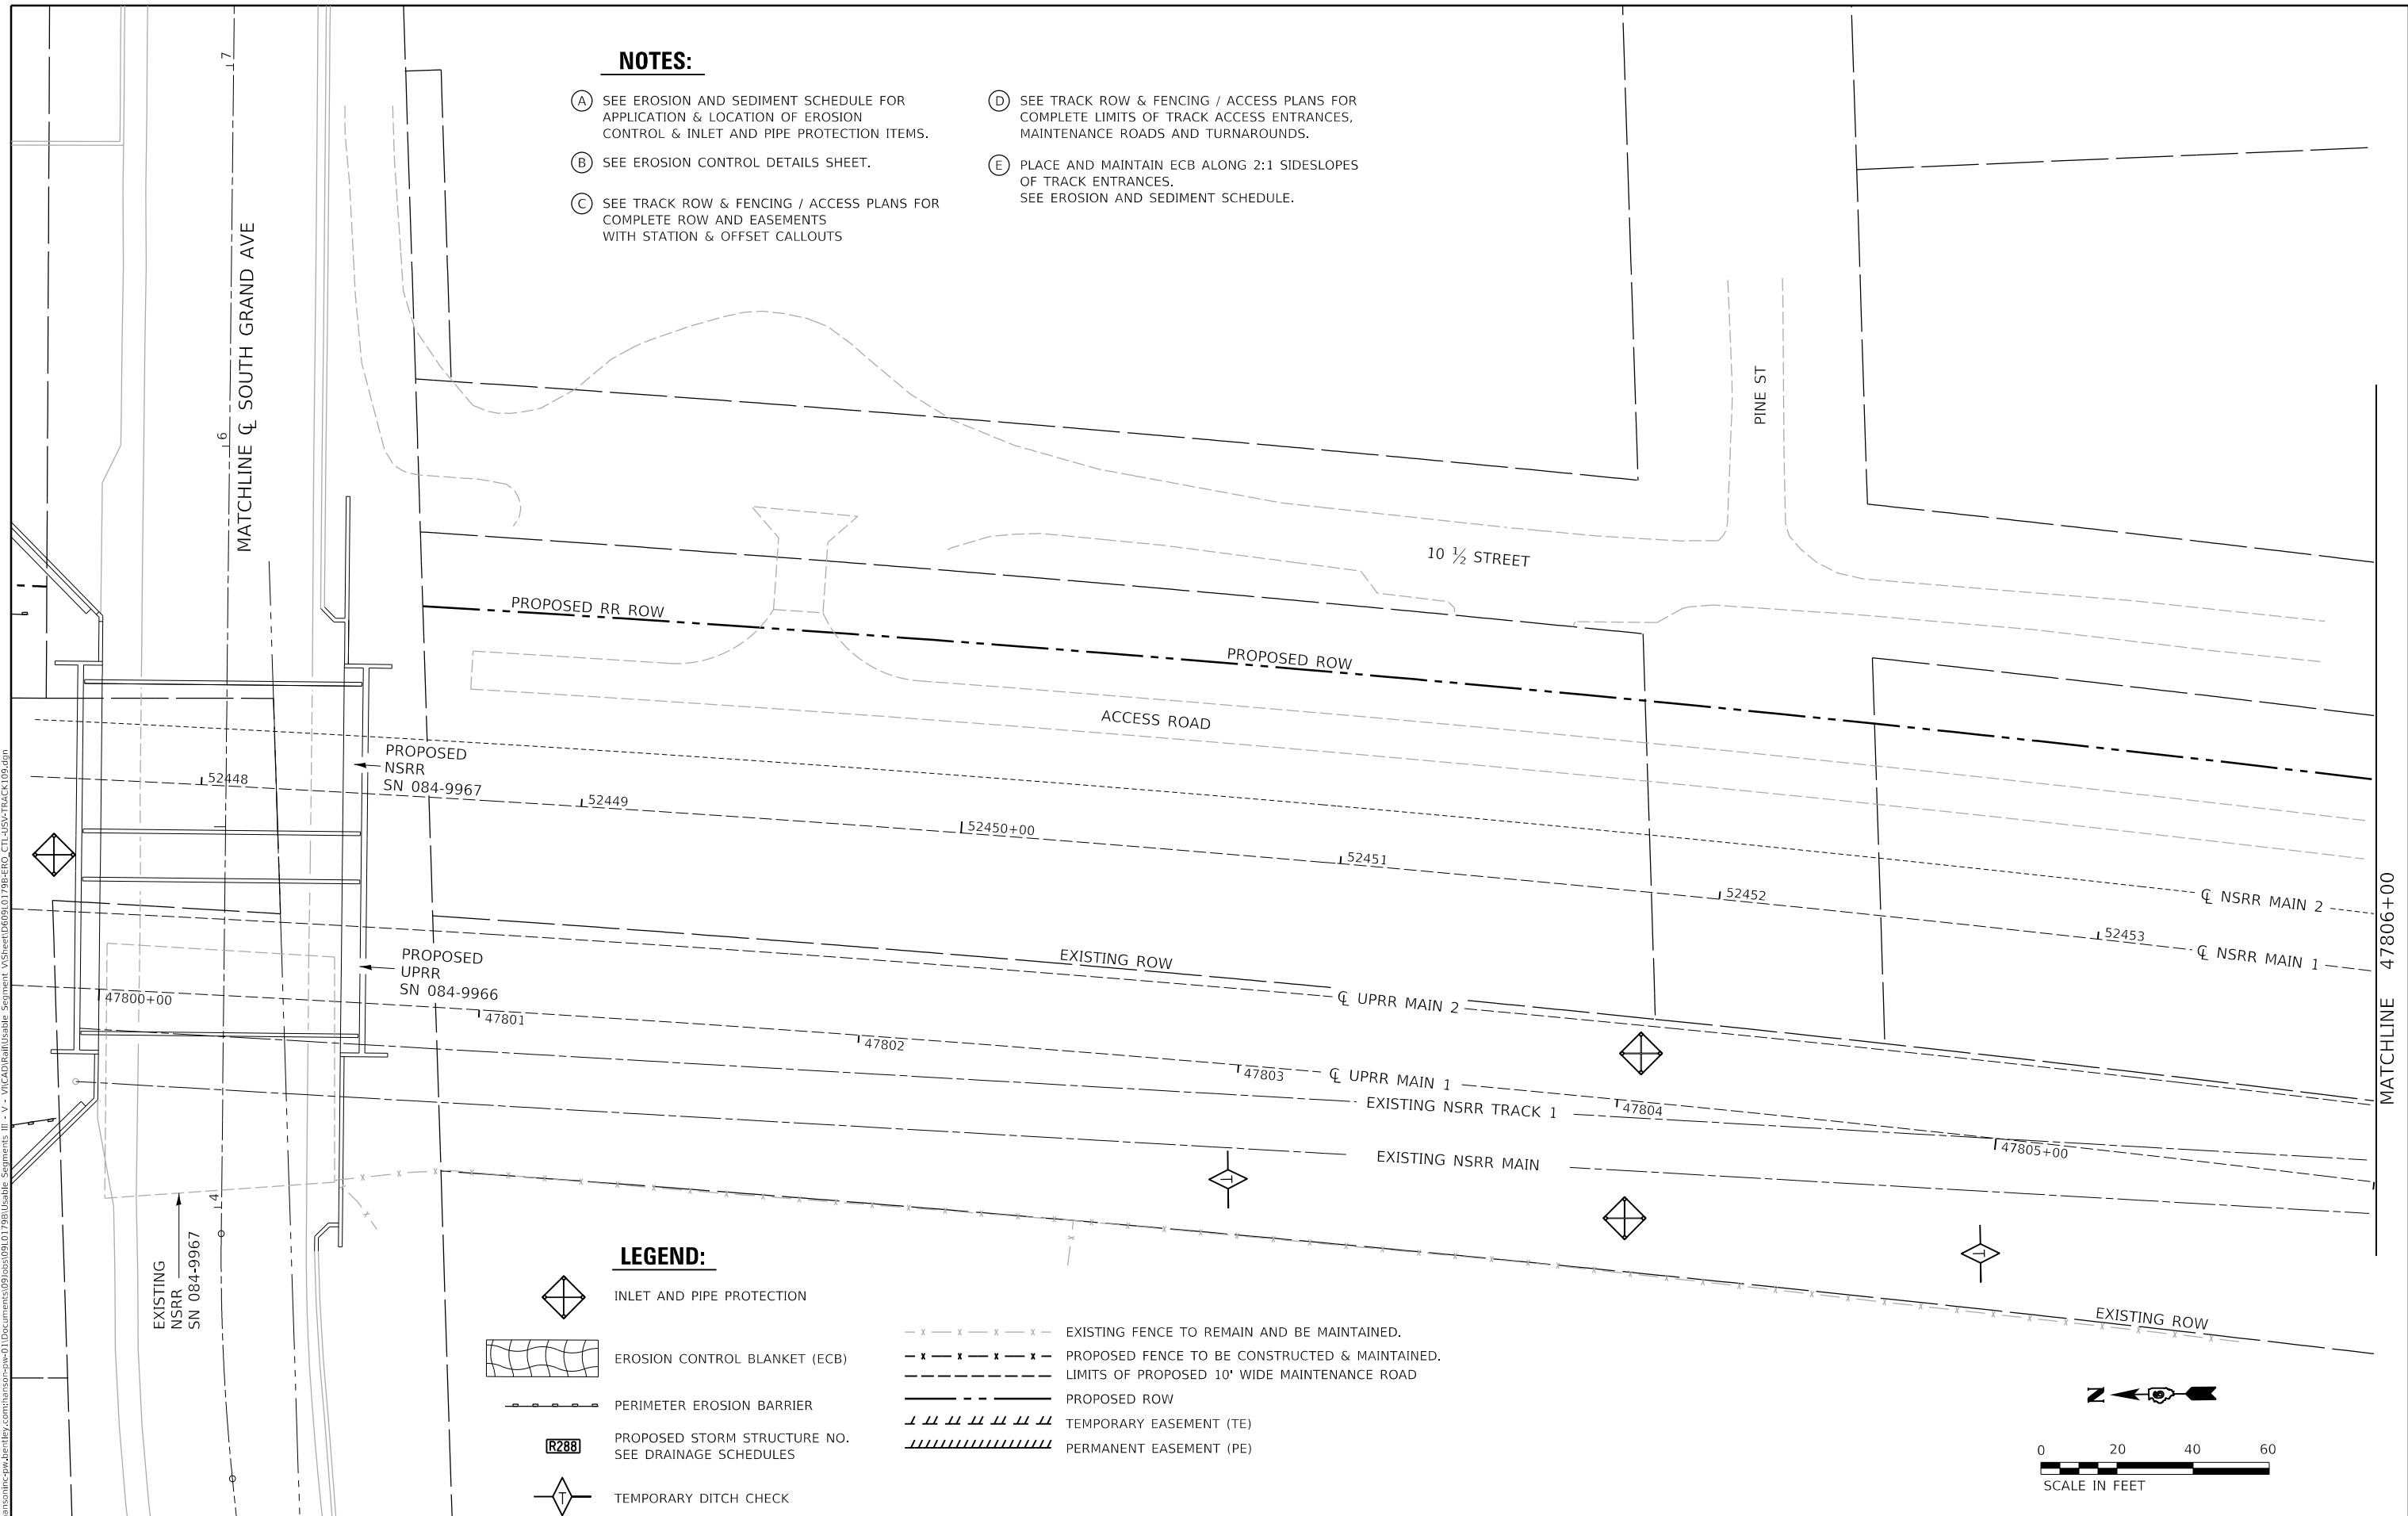 NOTES:
A SEE EROSION AND SEDIMENT SCHEDULE FOR
APPLICATION & LOCATION OF EROSION
CONTROL & INLET AND PIPE PROTECTION ITEMS.
B SEE EROSION CONTROL DETAILS SHEET.
C SEE TRACK ROW & FENCING / ACCESS PLANS FOR
COMPLETE ROW AND EASEMENTS
WITH STATION & OFFSET CALLOUTS
D SEE TRACK ROW & FENCING / ACCESS PLANS FOR
COMPLETE LIMITS OF TRACK ACCESS ENTRANCES,
MAINTENANCE ROADS AND TURNAROUNDS.
E PLACE AND MAINTAIN ECB ALONG 2:1 SIDESLOPES
OF TRACK ENTRANCES.
SEE EROSION AND SEDIMENT SCHEDULE.
7
6
4
MATCHLINE ℄ SOUTH GRAND AVE
PINE ST
10 ½ STREET
PROPOSED RR ROW
PROPOSED ROW
ACCESS ROAD
PROPOSED
NSRR
SN 084-9967
52448
52449
52450+00
52451
52452
52453
℄ NSRR MAIN 2
℄ NSRR MAIN 1
MATCHLINE 47806+00
EXISTING ROW
PROPOSED
UPRR
SN 084-9966
℄ UPRR MAIN 2
47800+00
47801
47802
47803
℄ UPRR MAIN 1
47804
47805+00
EXISTING NSRR TRACK 1
EXISTING NSRR MAIN
T
T
EXISTING
NSRR
SN 084-9967
EXISTING ROW
LEGEND:
INLET AND PIPE PROTECTION
EROSION CONTROL BLANKET (ECB)
PERIMETER EROSION BARRIER
R288 PROPOSED STORM STRUCTURE NO.
SEE DRAINAGE SCHEDULES
T TEMPORARY DITCH CHECK
EXISTING FENCE TO REMAIN AND BE MAINTAINED.
PROPOSED FENCE TO BE CONSTRUCTED & MAINTAINED.
LIMITS OF PROPOSED 10' WIDE MAINTENANCE ROAD
PROPOSED ROW
TEMPORARY EASEMENT (TE)
PERMANENT EASEMENT (PE)
N
0 20 40 60
SCALE IN FEET